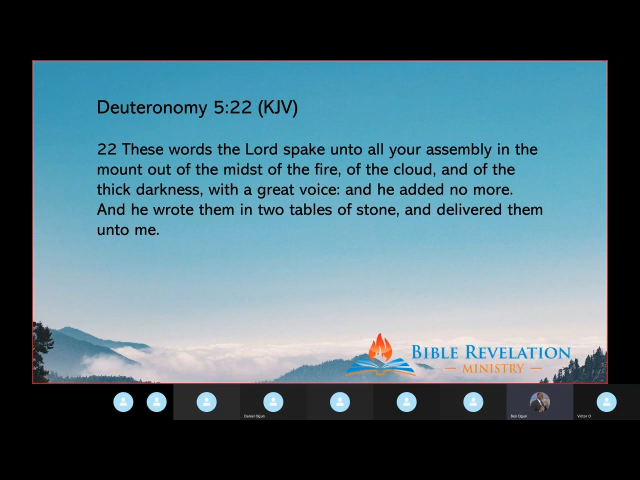 Deuteronomy 5:22 (KJV)
22 These words the Lord spake unto all your assembly in the
mount out of the midst of the fire, of the cloud, and of the
thick darkness, with a great voice: and he added no more.
And he wrote them in two tables of stone, and delivered them
unto me.
BIBLE REVELATION
MINISTRY
Victor O